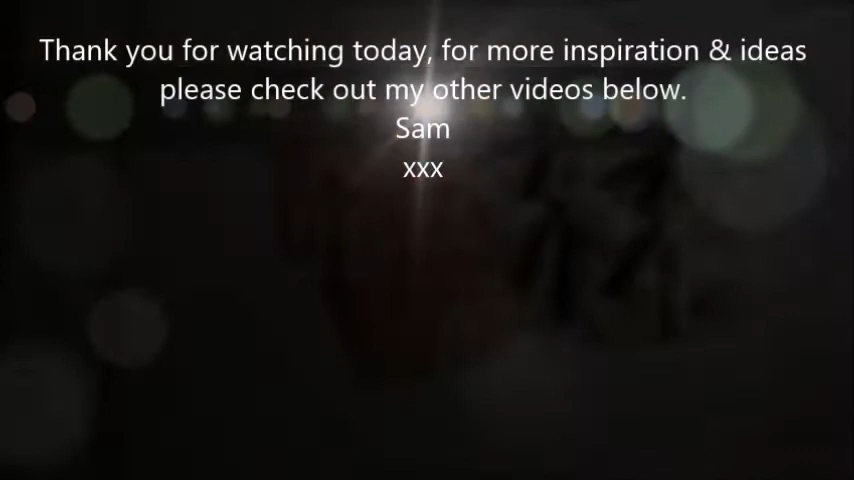 Thank you for watching today, for more inspiration & ideas
please check out my other videos below.
Sam
xxx